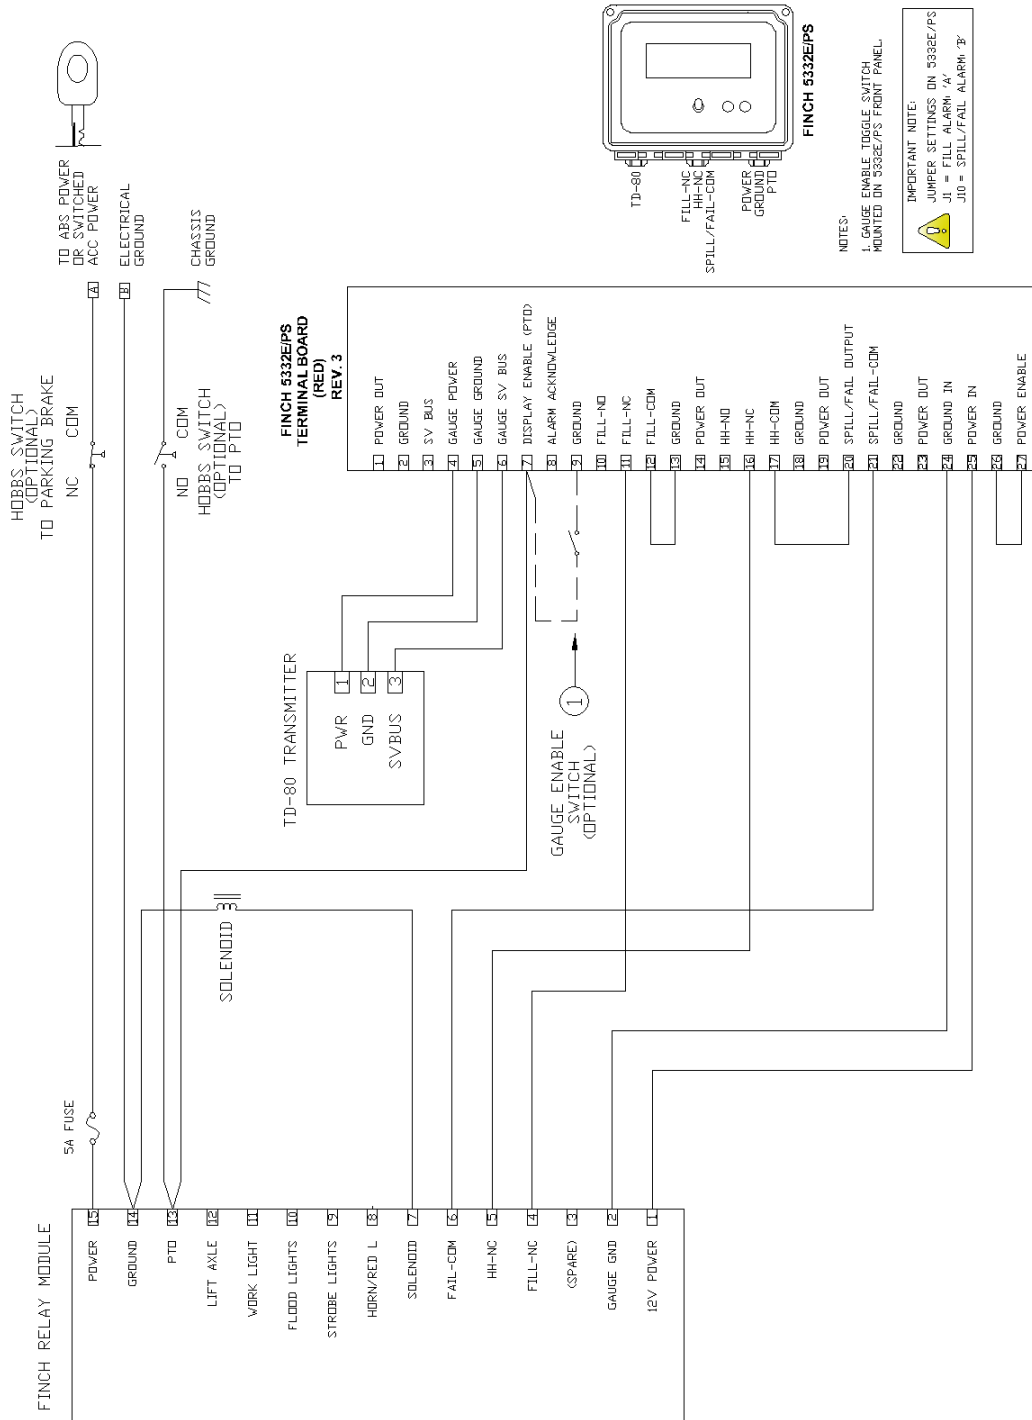 HOBBS SWITCH
(OPTIONAL)
TO PARKING BRAKE
NC
COM
TO ABS POWER
OR SWITCHED
ACC POWER
A
ELECTRICAL
GROUND
B
CHASSIS
GROUND
NO
COM
HOBBS SWITCH
(OPTIONAL)
TO PTO
5A FUSE
SOLENOID
TD-80 TRANSMITTER
PWR
1
GND
2
SVBUS
3
GAUGE ENABLE
SWITCH
(OPTIONAL)
1
FINCH 5332E/PS
TERMINAL BOARD
(RED)
REV. 3
1 POWER OUT
2 GROUND
3 SV BUS
4 GAUGE POWER
5 GAUGE GROUND
6 GAUGE SV BUS
7 DISPLAY ENABLE (PTO)
8 ALARM ACKNOWLEDGE
9 GROUND
10 FILL-NO
11 FILL-NC
12 FILL-COM
13 GROUND
14 POWER OUT
15 HH-NO
16 HH-NC
17 HH-COM
18 GROUND
19 POWER OUT
20 SPILL/FAIL OUTPUT
21 SPILL/FAIL-COM
22 GROUND
23 POWER OUT
24 GROUND IN
25 POWER IN
26 GROUND
27 POWER ENABLE
TD-80
FILL-NC
HH-NC
SPILL/FAIL-COM
POWER
GROUND
PTO
FINCH 5332E/PS
NOTES:
1. GAUGE ENABLE TOGGLE SWITCH
MOUNTED ON 5332E/PS FRONT PANEL.
IMPORTANT NOTE:
JUMPER SETTINGS ON 5332E/PS
J1 = FILL ALARM: 'A'
J10 = SPILL/FAIL ALARM: 'B'
FINCH RELAY MODULE
POWER 15
GROUND 14
PTO 13
LIFT AXLE 12
WORK LIGHT 11
FLOOD LIGHTS 10
STROBE LIGHTS 9
HORN/RED L 8
SOLENOID 7
FAIL-COM 6
HH-NC 5
FILL-NC 4
(SPARE) 3
GAUGE GND 2
12V POWER 1